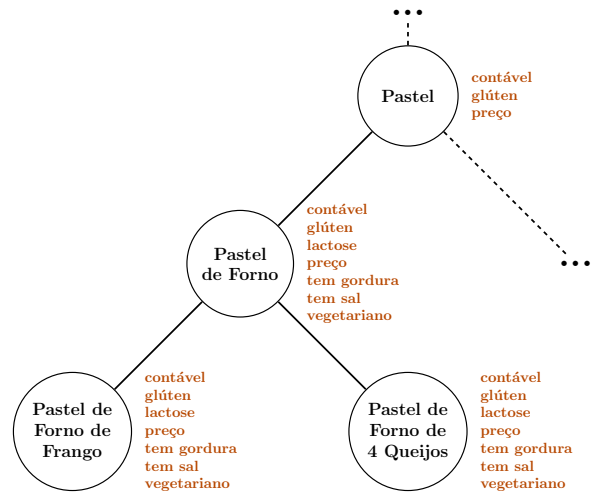 ...
Pastel
contável
glúten
preço
Pastel
de Forno
contável
glúten
lactose
preço
tem gordura
tem sal
vegetariano
...
Pastel de
Forno de
Frango
contável
glúten
lactose
preço
tem gordura
tem sal
vegetariano
Pastel de
Forno de
4 Queijos
contável
glúten
lactose
preço
tem gordura
tem sal
vegetariano